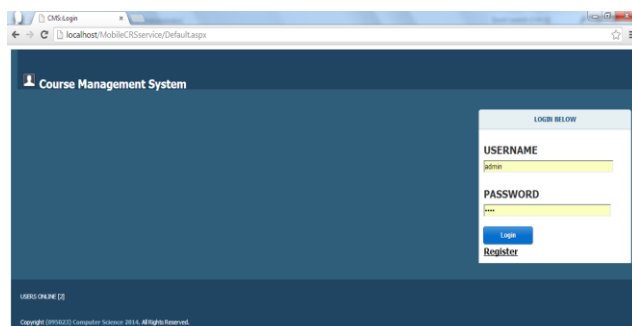 CMS:Login
localhost/MobileCRSservice/Default.aspx
Course Management System
LOGIN BELOW
USERNAME
admin
PASSWORD
••••
Login
Register
USERS ONLINE [2]
Copyright (995023) Computer Science 2014. All Rights Reserved.